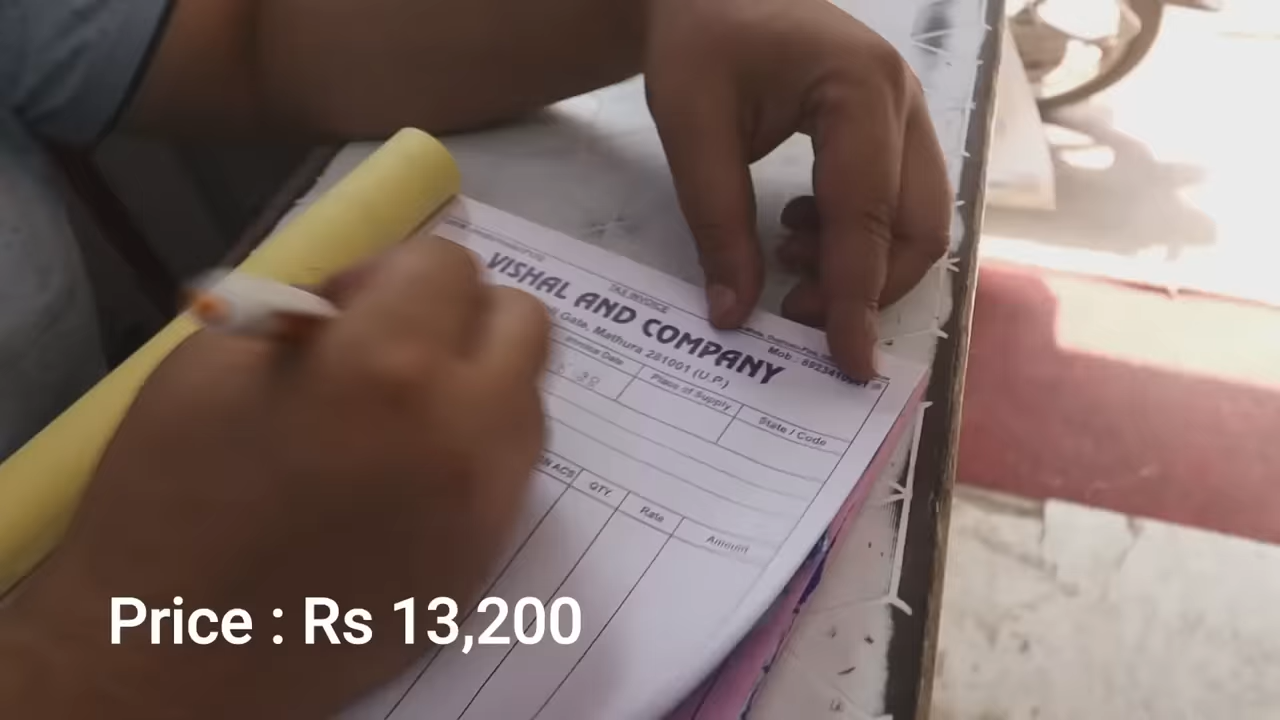 TAX INVOICE
Mob.:
VISHAL AND COMPANY
Gate, Mathura 281001 (U.P.)
Invoice Date
Place of Supply
State / Code
ACS
QTY.
Rate
Amount
Price : Rs 13,200